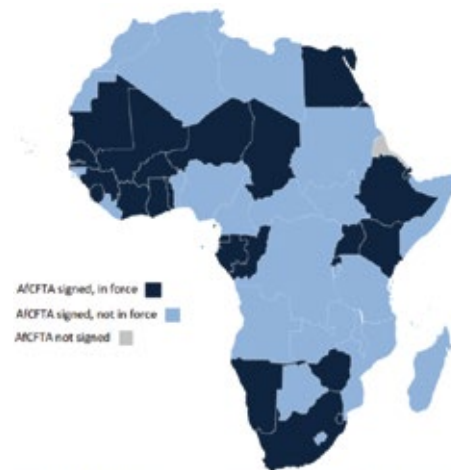 AfCFTA signed, in force
AfCFTA signed, not in force
AfCFTA not signed